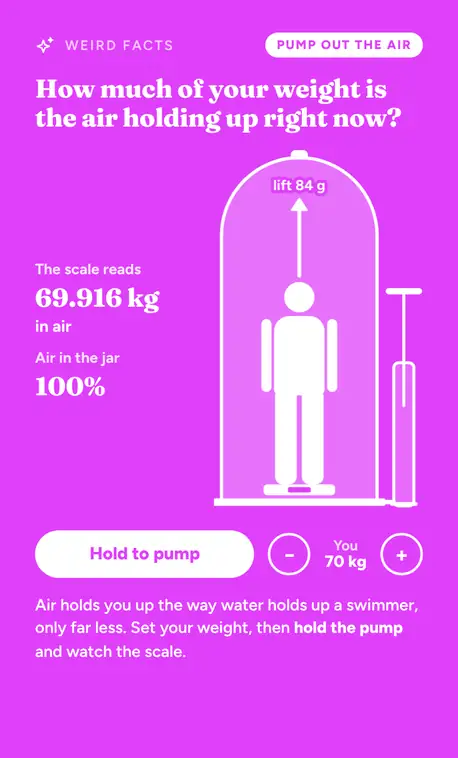 WEIRD FACTS
PUMP OUT THE AIR
How much of your weight is
the air holding up right now?
lift 84 g
The scale reads
69.916 kg
in air
Air in the jar
100%
Hold to pump
−
You
70 kg
+
Air holds you up the way water holds up a swimmer,
only far less. Set your weight, then hold the pump
and watch the scale.